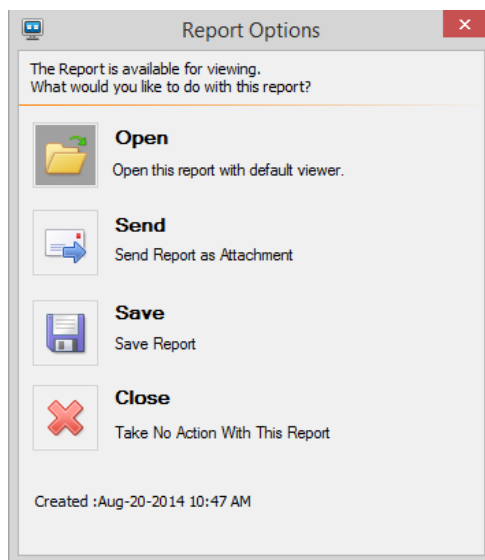 Report Options
The Report is available for viewing.
What would you like to do with this report?
Open
Open this report with default viewer.
Send
Send Report as Attachment
Save
Save Report
Close
Take No Action With This Report
Created :Aug-20-2014 10:47 AM